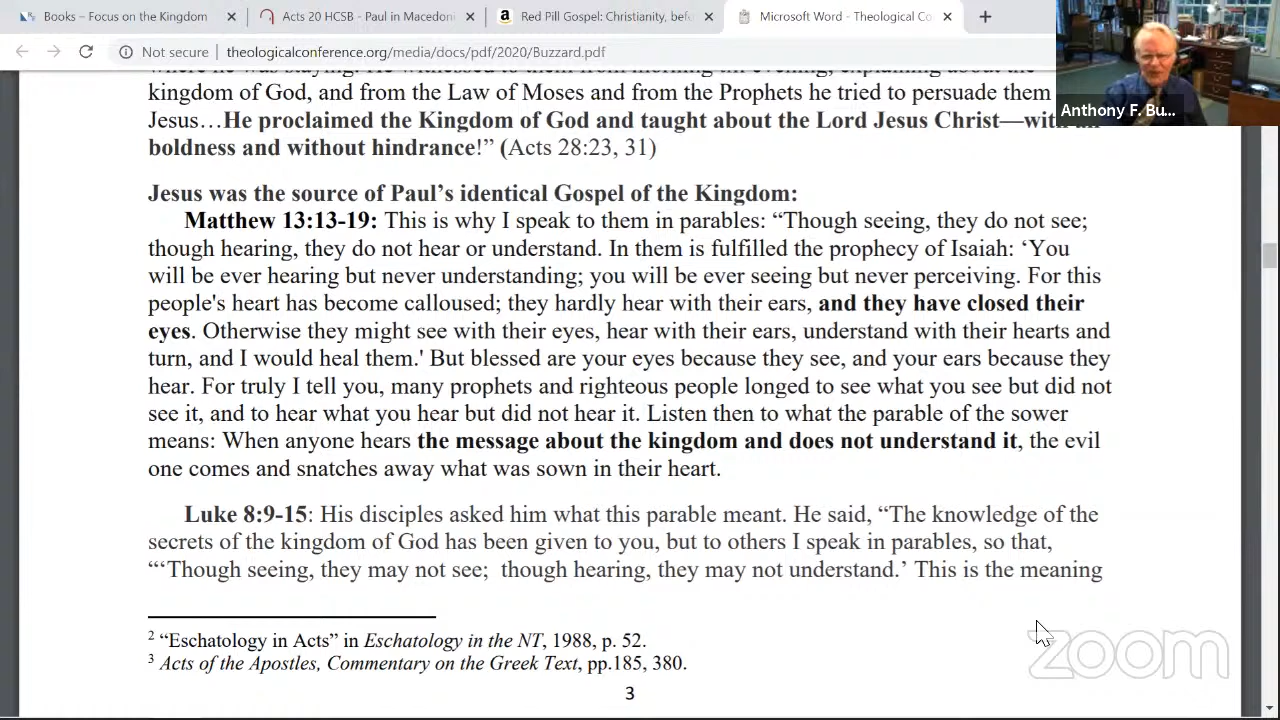 Books – Focus on the Kingdom
Acts 20 HCSB - Paul in Macedoni
Red Pill Gospel: Christianity, bef
Microsoft Word - Theological Co
Not secure
theologicalconference.org/media/docs/pdf/2020/Buzzard.pdf
Anthony F. Bu...
where he was staying. He witnessed to them from morning till evening, explaining about the
kingdom of God, and from the Law of Moses and from the Prophets he tried to persuade them
Jesus…He proclaimed the Kingdom of God and taught about the Lord Jesus Christ—with
boldness and without hindrance!” (Acts 28:23, 31)
Jesus was the source of Paul’s identical Gospel of the Kingdom:
Matthew 13:13-19: This is why I speak to them in parables: “Though seeing, they do not see;
though hearing, they do not hear or understand. In them is fulfilled the prophecy of Isaiah: ‘You
will be ever hearing but never understanding; you will be ever seeing but never perceiving. For this
people's heart has become calloused; they hardly hear with their ears, and they have closed their
eyes. Otherwise they might see with their eyes, hear with their ears, understand with their hearts and
turn, and I would heal them.' But blessed are your eyes because they see, and your ears because they
hear. For truly I tell you, many prophets and righteous people longed to see what you see but did not
see it, and to hear what you hear but did not hear it. Listen then to what the parable of the sower
means: When anyone hears the message about the kingdom and does not understand it, the evil
one comes and snatches away what was sown in their heart.
Luke 8:9-15: His disciples asked him what this parable meant. He said, “The knowledge of the
secrets of the kingdom of God has been given to you, but to others I speak in parables, so that,
“‘Though seeing, they may not see; though hearing, they may not understand.’ This is the meaning
2 “Eschatology in Acts” in Eschatology in the NT, 1988, p. 52.
3 Acts of the Apostles, Commentary on the Greek Text, pp.185, 380.
3
zoom